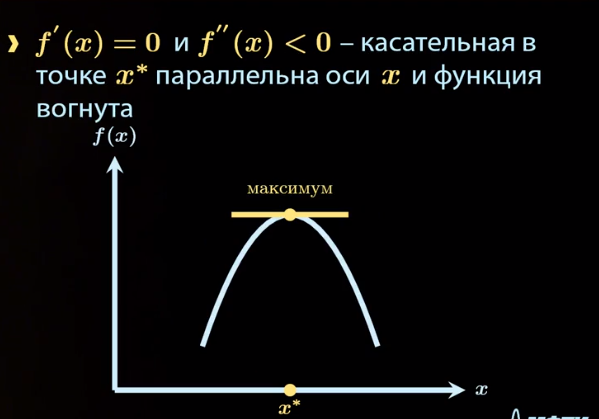 ❯ f′(x) = 0 и f″(x) < 0 – касательная в
точке x* параллельна оси x и функция
вогнута
f(x)
максимум
x
x*